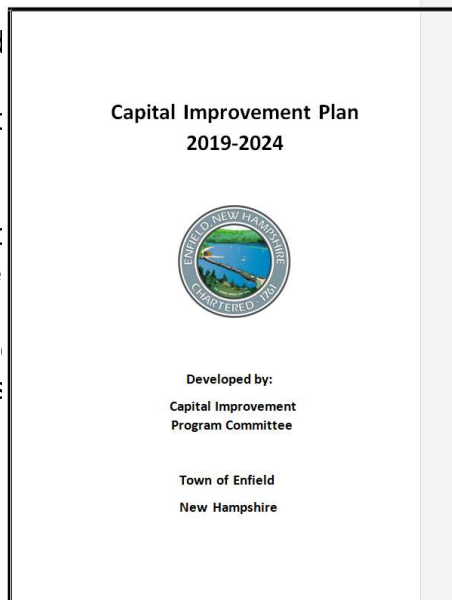 Capital Improvement Plan
2019-2024
ENFIELD, NEW HAMPSHIRE
CHARTERED · 1761
Developed by:
Capital Improvement
Program Committee
Town of Enfield
New Hampshire